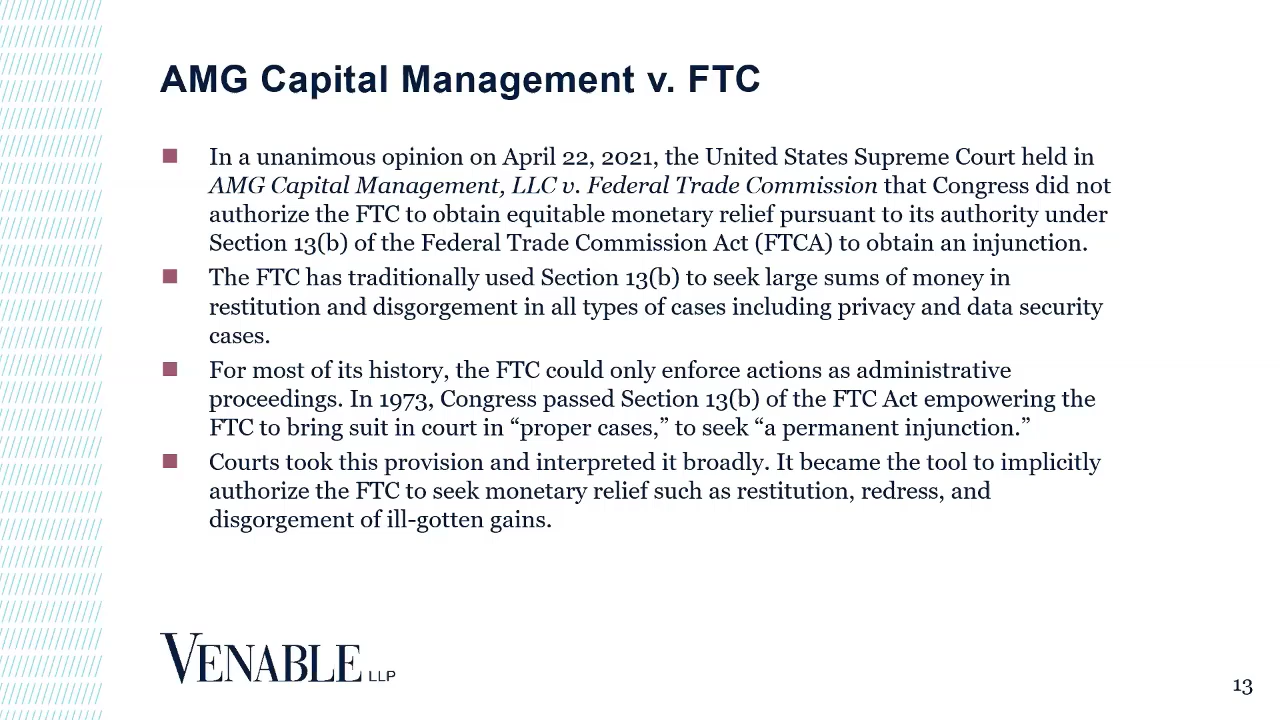 AMG Capital Management v. FTC
In a unanimous opinion on April 22, 2021, the United States Supreme Court held in
AMG Capital Management, LLC v. Federal Trade Commission that Congress did not
authorize the FTC to obtain equitable monetary relief pursuant to its authority under
Section 13(b) of the Federal Trade Commission Act (FTCA) to obtain an injunction.
The FTC has traditionally used Section 13(b) to seek large sums of money in
restitution and disgorgement in all types of cases including privacy and data security
cases.
For most of its history, the FTC could only enforce actions as administrative
proceedings. In 1973, Congress passed Section 13(b) of the FTC Act empowering the
FTC to bring suit in court in “proper cases,” to seek “a permanent injunction.”
Courts took this provision and interpreted it broadly. It became the tool to implicitly
authorize the FTC to seek monetary relief such as restitution, redress, and
disgorgement of ill-gotten gains.
VENABLE LLP
13